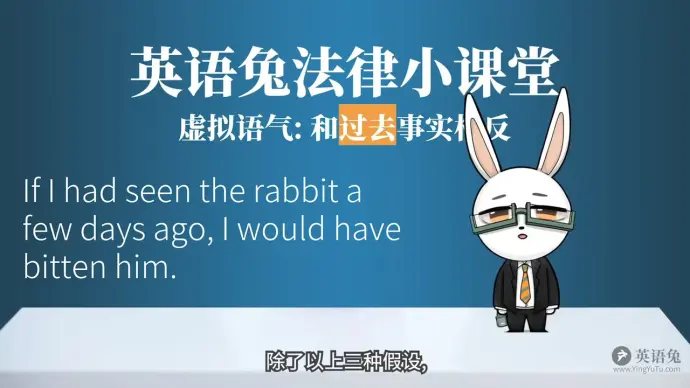 英语兔法律小课堂
虚拟语气: 和过去事实相反
If I had seen the rabbit a
few days ago, I would have
bitten him.
除了以上三种假设,
英语兔
www.YingYuTu.com